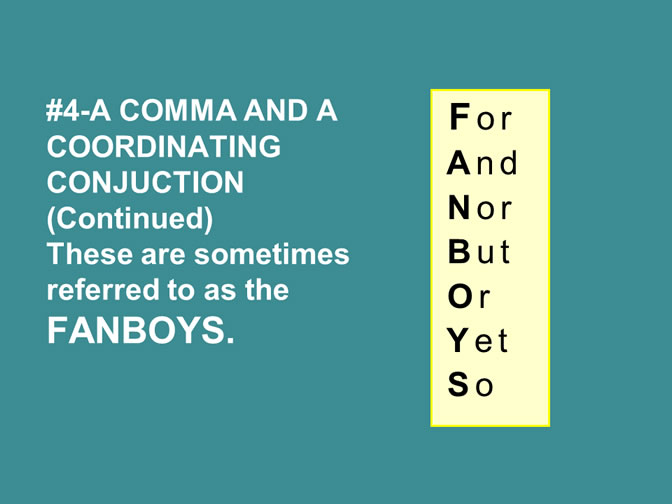 #4-A COMMA AND A
COORDINATING
CONJUCTION
(Continued)
These are sometimes
referred to as the
FANBOYS.
For
And
Nor
But
Or
Yet
So